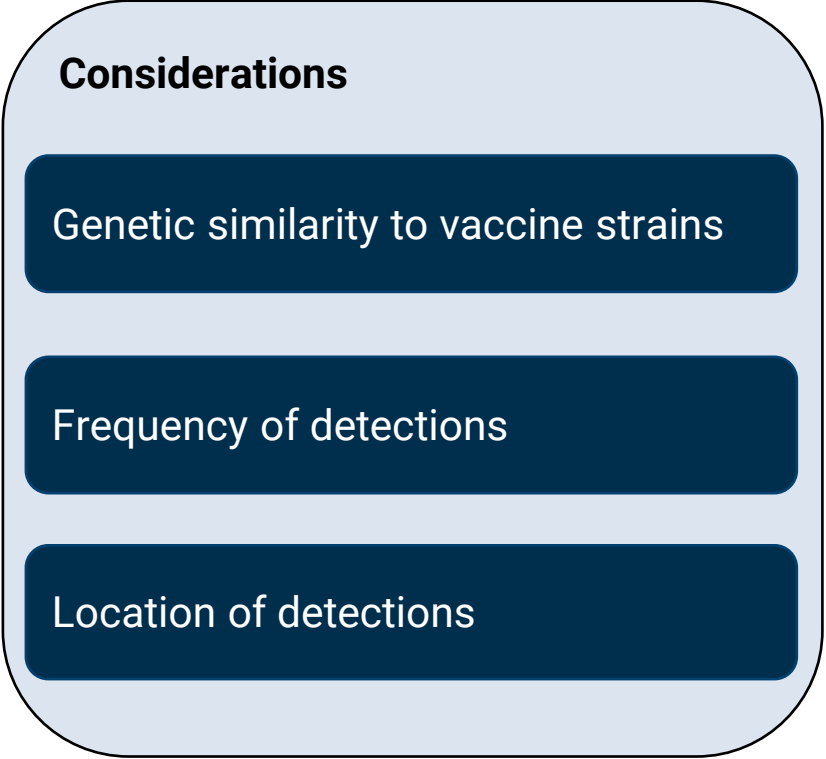 Considerations
Genetic similarity to vaccine strains
Frequency of detections
Location of detections